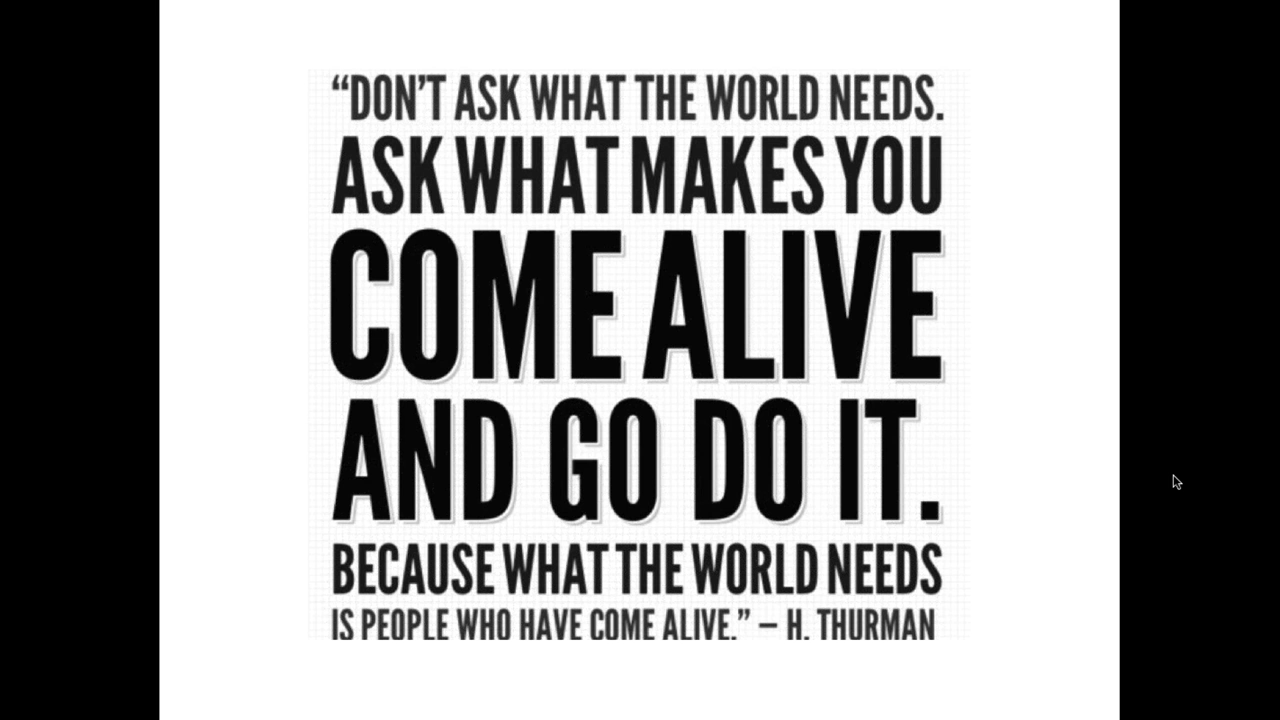 “DON’T ASK WHAT THE WORLD NEEDS.
ASK WHAT MAKES YOU
COME ALIVE
AND GO DO IT.
BECAUSE WHAT THE WORLD NEEDS
IS PEOPLE WHO HAVE COME ALIVE.” – H. THURMAN